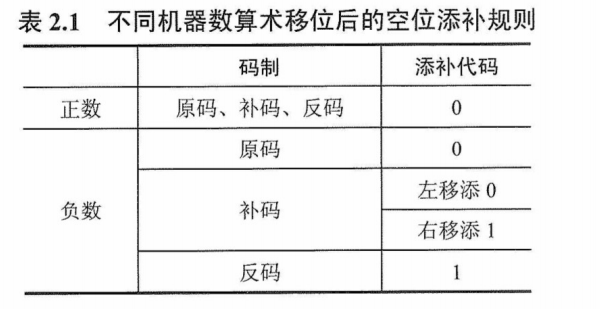 表 2.1 不同机器数算术移位后的空位添补规则
码制 添补代码
正数 原码、补码、反码 0
负数 原码 0
补码 左移添 0
右移添 1
反码 1